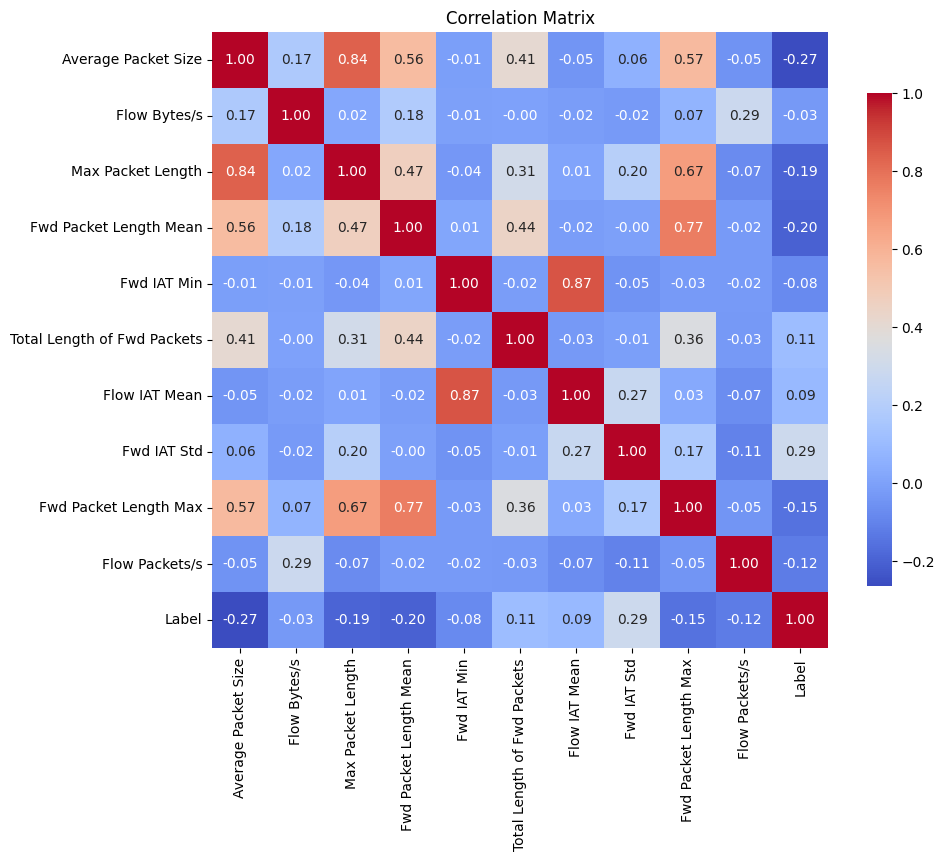 Correlation Matrix
Average Packet Size 1.00 0.17 0.84 0.56 -0.01 0.41 -0.05 0.06 0.57 -0.05 -0.27
Flow Bytes/s 0.17 1.00 0.02 0.18 -0.01 -0.00 -0.02 -0.02 0.07 0.29 -0.03
Max Packet Length 0.84 0.02 1.00 0.47 -0.04 0.31 0.01 0.20 0.67 -0.07 -0.19
Fwd Packet Length Mean 0.56 0.18 0.47 1.00 0.01 0.44 -0.02 -0.00 0.77 -0.02 -0.20
Fwd IAT Min -0.01 -0.01 -0.04 0.01 1.00 -0.02 0.87 -0.05 -0.03 -0.02 -0.08
Total Length of Fwd Packets 0.41 -0.00 0.31 0.44 -0.02 1.00 -0.03 -0.01 0.36 -0.03 0.11
Flow IAT Mean -0.05 -0.02 0.01 -0.02 0.87 -0.03 1.00 0.27 0.03 -0.07 0.09
Fwd IAT Std 0.06 -0.02 0.20 -0.00 -0.05 -0.01 0.27 1.00 0.17 -0.11 0.29
Fwd Packet Length Max 0.57 0.07 0.67 0.77 -0.03 0.36 0.03 0.17 1.00 -0.05 -0.15
Flow Packets/s -0.05 0.29 -0.07 -0.02 -0.02 -0.03 -0.07 -0.11 -0.05 1.00 -0.12
Label -0.27 -0.03 -0.19 -0.20 -0.08 0.11 0.09 0.29 -0.15 -0.12 1.00
Average Packet Size
Flow Bytes/s
Max Packet Length
Fwd Packet Length Mean
Fwd IAT Min
Total Length of Fwd Packets
Flow IAT Mean
Fwd IAT Std
Fwd Packet Length Max
Flow Packets/s
Label
1.0
0.8
0.6
0.4
0.2
0.0
−0.2